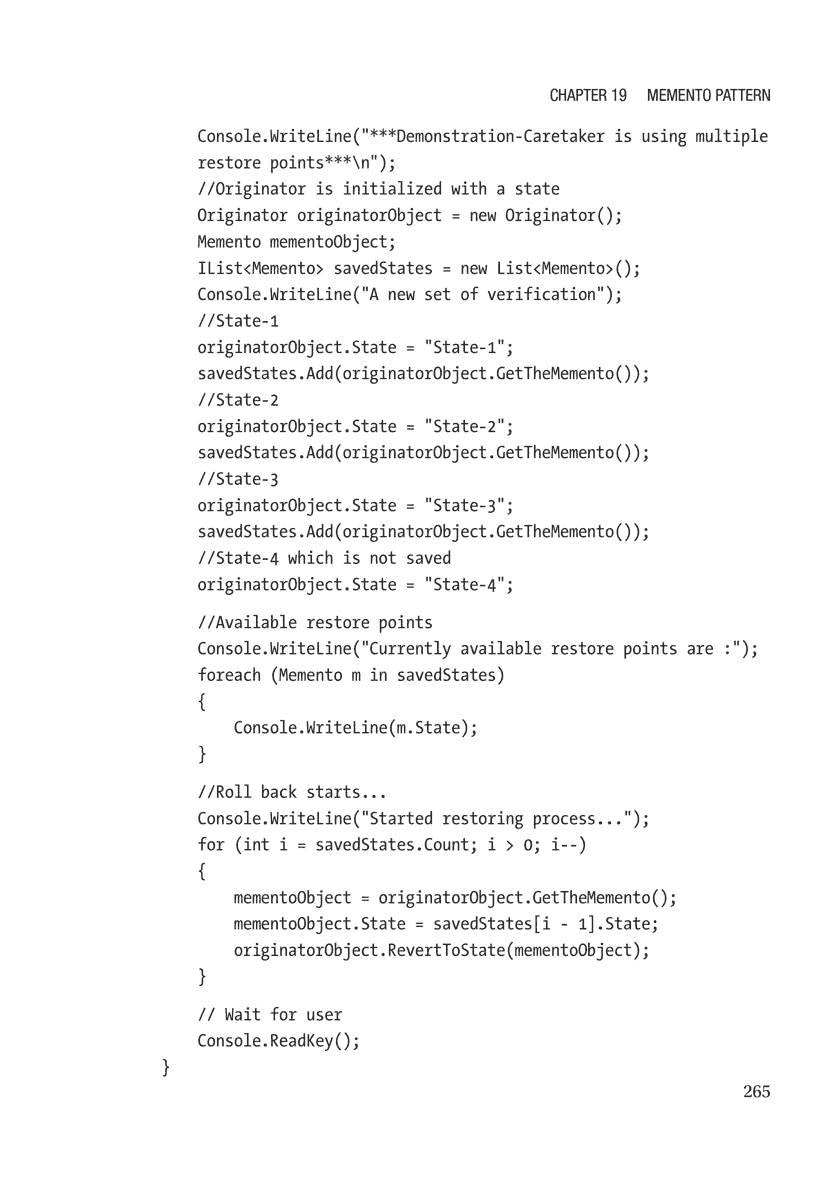 CHAPTER 19 MEMENTO PATTERN
Console.WriteLine("***Demonstration-Caretaker is using multiple
restore points***\n");
//Originator is initialized with a state
Originator originatorObject = new Originator();
Memento mementoObject;
IList<Memento> savedStates = new List<Memento>();
Console.WriteLine("A new set of verification");
//State-1
originatorObject.State = "State-1";
savedStates.Add(originatorObject.GetTheMemento());
//State-2
originatorObject.State = "State-2";
savedStates.Add(originatorObject.GetTheMemento());
//State-3
originatorObject.State = "State-3";
savedStates.Add(originatorObject.GetTheMemento());
//State-4 which is not saved
originatorObject.State = "State-4";
//Available restore points
Console.WriteLine("Currently available restore points are :");
foreach (Memento m in savedStates)
{
Console.WriteLine(m.State);
}
//Roll back starts...
Console.WriteLine("Started restoring process...");
for (int i = savedStates.Count; i > 0; i--)
{
mementoObject = originatorObject.GetTheMemento();
mementoObject.State = savedStates[i - 1].State;
originatorObject.RevertToState(mementoObject);
}
// Wait for user
Console.ReadKey();
}
265